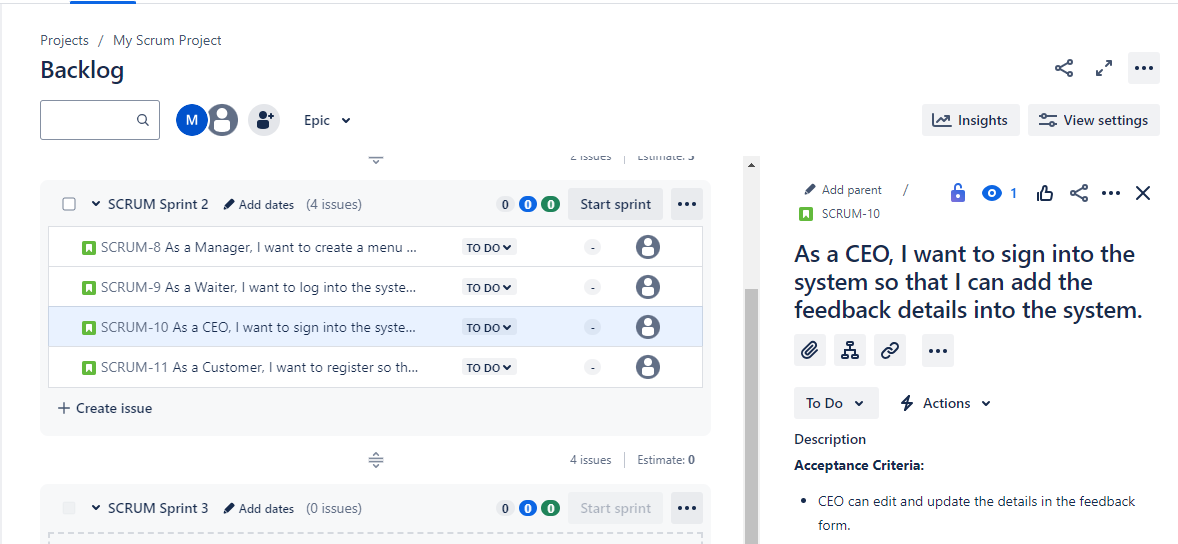 Projects / My Scrum Project
Backlog
M
Epic
Insights
View settings
2 issues Estimate: 3
SCRUM Sprint 2 Add dates (4 issues) 0 0 0 Start sprint
SCRUM-8 As a Manager, I want to create a menu ... TO DO -
SCRUM-9 As a Waiter, I want to log into the syste... TO DO -
SCRUM-10 As a CEO, I want to sign into the syste... TO DO -
SCRUM-11 As a Customer, I want to register so th... TO DO -
+ Create issue
4 issues Estimate: 0
SCRUM Sprint 3 Add dates (0 issues) 0 0 0 Start sprint
Add parent / 1
SCRUM-10
As a CEO, I want to sign into the
system so that I can add the
feedback details into the system.
To Do Actions
Description
Acceptance Criteria:
• CEO can edit and update the details in the feedback
form.